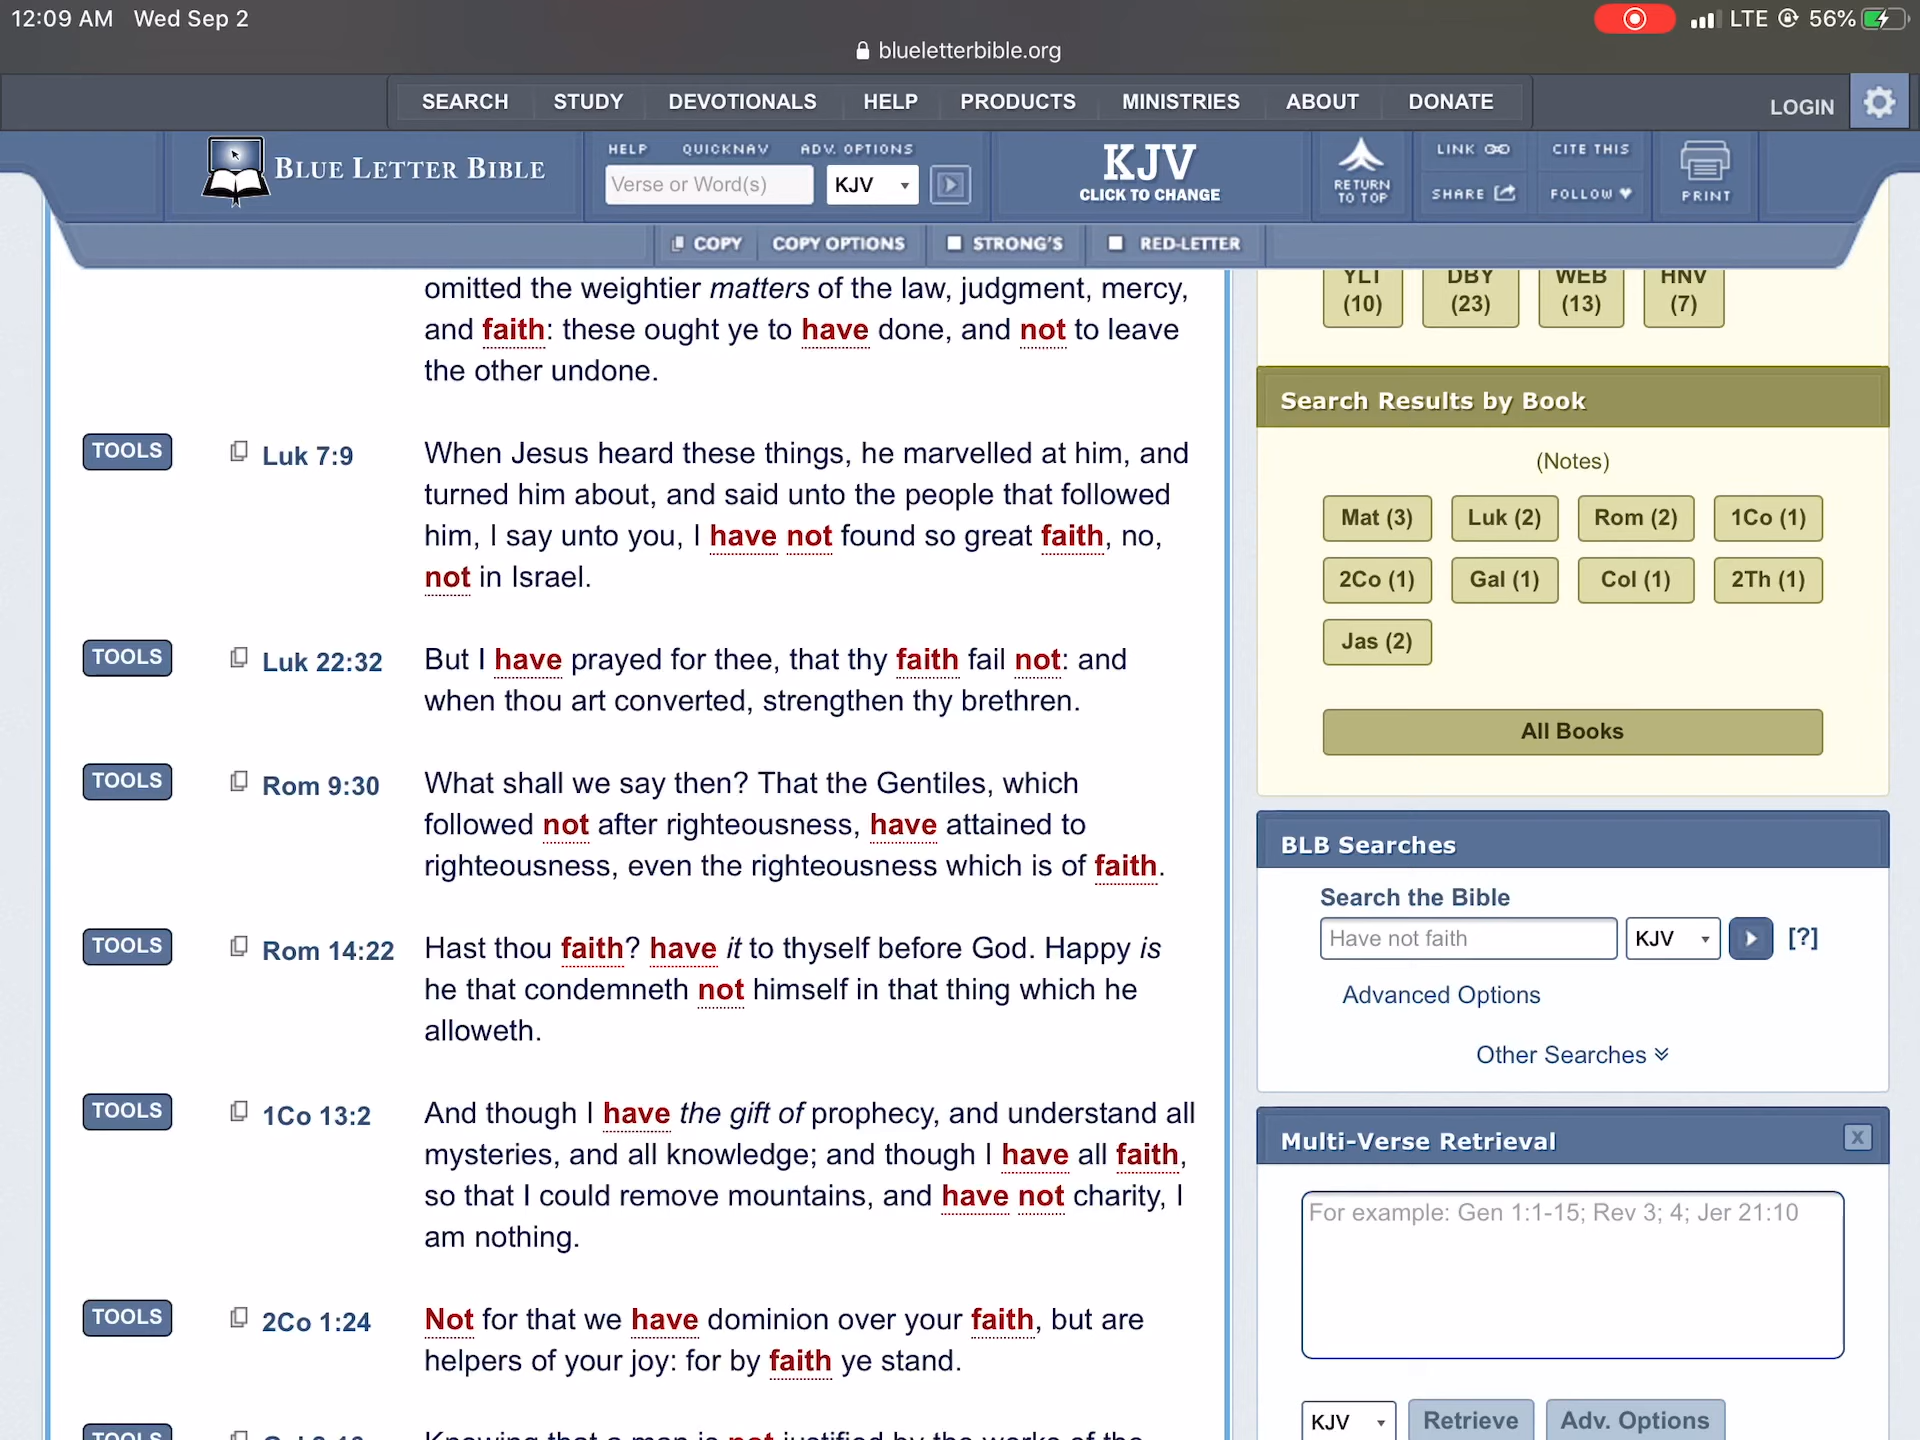 12:09 AM Wed Sep 2
LTE 56%
blueletterbible.org
SEARCH STUDY DEVOTIONALS HELP PRODUCTS MINISTRIES ABOUT DONATE
LOGIN
BLUE LETTER BIBLE
HELP QUICKNAV ADV. OPTIONS
Verse or Word(s) KJV
KJV
CLICK TO CHANGE
RETURN
TO TOP
LINK CITE THIS
SHARE FOLLOW
PRINT
COPY COPY OPTIONS STRONG'S RED-LETTER
omitted the weightier matters of the law, judgment, mercy,
and faith: these ought ye to have done, and not to leave
the other undone.
TOOLS Luk 7:9 When Jesus heard these things, he marvelled at him, and
turned him about, and said unto the people that followed
him, I say unto you, I have not found so great faith, no,
not in Israel.
TOOLS Luk 22:32 But I have prayed for thee, that thy faith fail not: and
when thou art converted, strengthen thy brethren.
TOOLS Rom 9:30 What shall we say then? That the Gentiles, which
followed not after righteousness, have attained to
righteousness, even the righteousness which is of faith.
TOOLS Rom 14:22 Hast thou faith? have it to thyself before God. Happy is
he that condemneth not himself in that thing which he
alloweth.
TOOLS 1Co 13:2 And though I have the gift of prophecy, and understand all
mysteries, and all knowledge; and though I have all faith,
so that I could remove mountains, and have not charity, I
am nothing.
TOOLS 2Co 1:24 Not for that we have dominion over your faith, but are
helpers of your joy: for by faith ye stand.
TOOLS Knowing that a man is not justified by the works of the
YLT DBY WEB HNV
(10) (23) (13) (7)
Search Results by Book
(Notes)
Mat (3) Luk (2) Rom (2) 1Co (1)
2Co (1) Gal (1) Col (1) 2Th (1)
Jas (2)
All Books
BLB Searches
Search the Bible
Have not faith KJV [?]
Advanced Options
Other Searches
Multi-Verse Retrieval X
For example: Gen 1:1-15; Rev 3; 4; Jer 21:10
KJV Retrieve Adv. Options